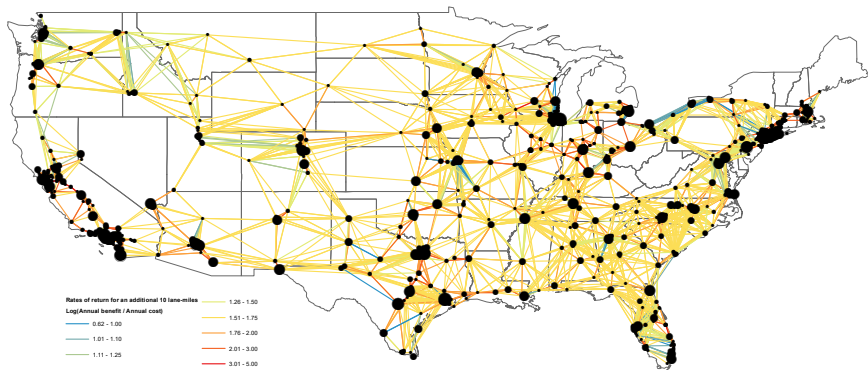 Rates of return for an additional 10 lane-miles
Log(Annual benefit / Annual cost)
0.62 - 1.00
1.01 - 1.10
1.11 - 1.25
1.26 - 1.50
1.51 - 1.75
1.76 - 2.00
2.01 - 3.00
3.01 - 5.00